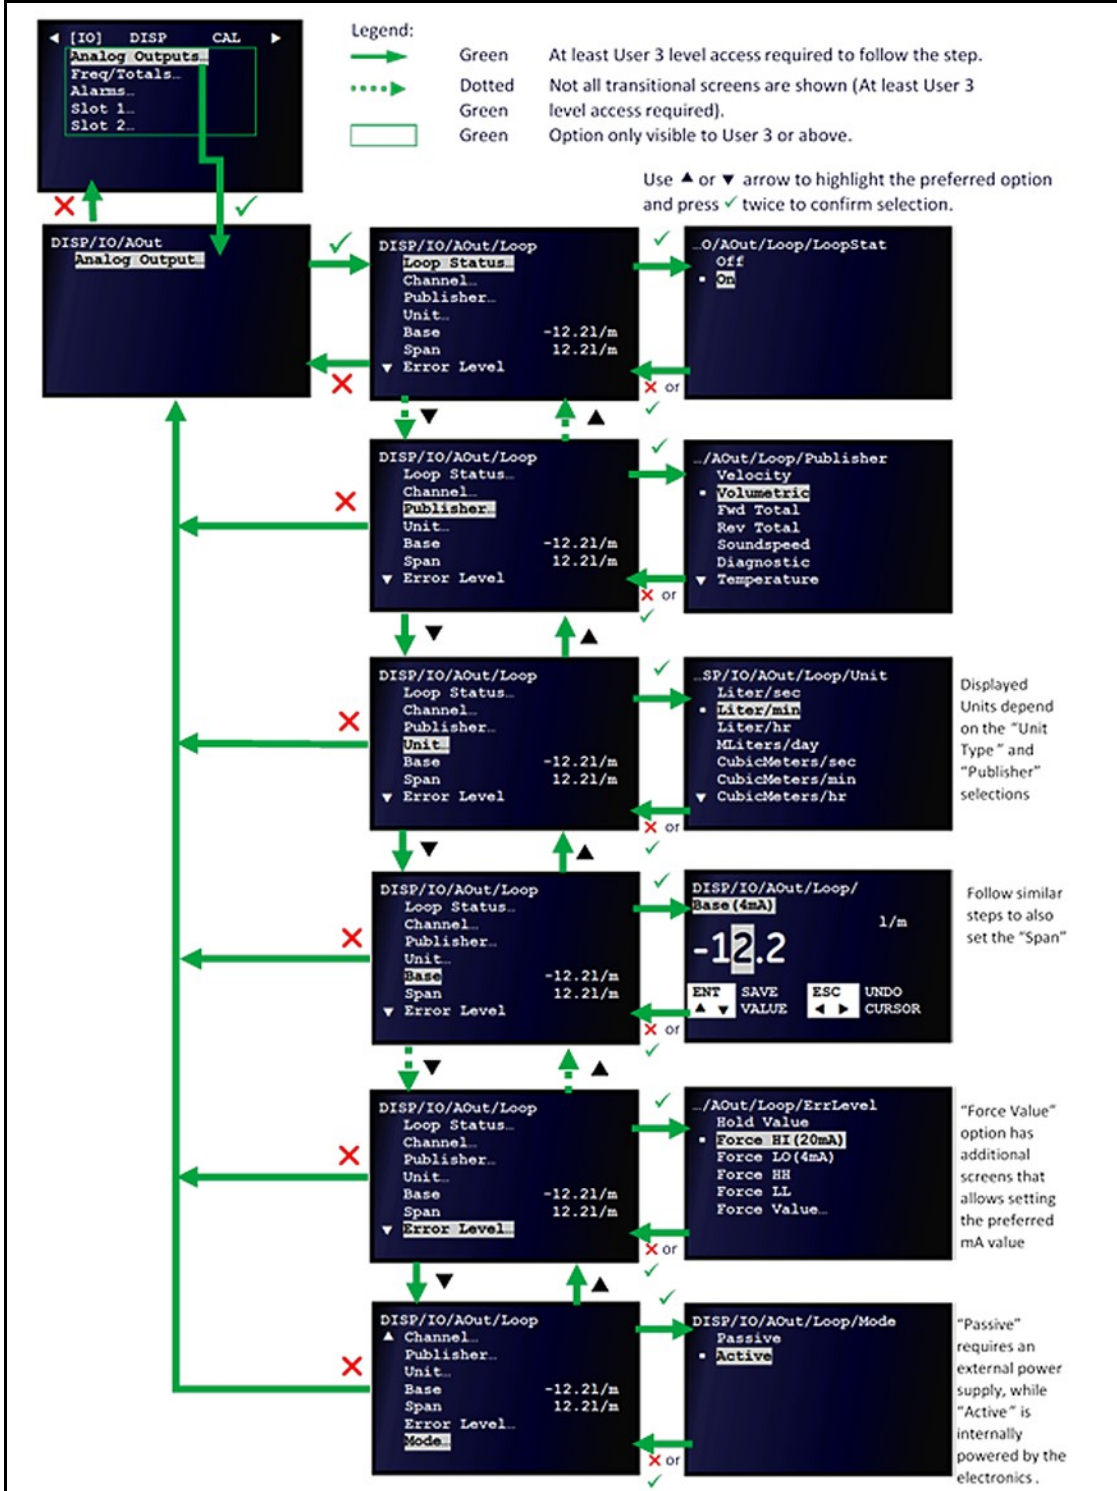 ◀ [IO] DISP CAL ▶
Analog Outputs…
Freq/Totals…
Alarms…
Slot 1…
Slot 2…
Legend:
Green At least User 3 level access required to follow the step.
Dotted Not all transitional screens are shown (At least User 3
Green level access required).
Green Option only visible to User 3 or above.
Use ▲ or ▼ arrow to highlight the preferred option
and press ✓ twice to confirm selection.
DISP/IO/AOut
Analog Output…
DISP/IO/AOut/Loop
Loop Status…
Channel…
Publisher…
Unit…
Base -12.2l/m
Span 12.2l/m
▼ Error Level
…O/AOut/Loop/LoopStat
Off
▪ On
✗ or
✓
DISP/IO/AOut/Loop
Loop Status…
Channel…
Publisher…
Unit…
Base -12.2l/m
Span 12.2l/m
▼ Error Level
…/AOut/Loop/Publisher
Velocity
▪ Volumetric
Fwd Total
Rev Total
Soundspeed
Diagnostic
▼ Temperature
✗ or
✓
DISP/IO/AOut/Loop
Loop Status…
Channel…
Publisher…
Unit…
Base -12.2l/m
Span 12.2l/m
▼ Error Level
…SP/IO/AOut/Loop/Unit
Liter/sec
▪ Liter/min
Liter/hr
MLiters/day
CubicMeters/sec
CubicMeters/min
▼ CubicMeters/hr
✗ or
✓
Displayed
Units depend
on the "Unit
Type" and
"Publisher"
selections
DISP/IO/AOut/Loop
Loop Status…
Channel…
Publisher…
Unit…
Base -12.2l/m
Span 12.2l/m
▼ Error Level
DISP/IO/AOut/Loop/
Base(4mA)
l/m
-12.2
ENT SAVE ESC UNDO
▲ ▼ VALUE ◀ ▶ CURSOR
✗ or
✓
Follow similar
steps to also
set the "Span"
DISP/IO/AOut/Loop
Loop Status…
Channel…
Publisher…
Unit…
Base -12.2l/m
Span 12.2l/m
▼ Error Level…
…/AOut/Loop/ErrLevel
Hold Value
▪ Force HI(20mA)
Force LO(4mA)
Force HH
Force LL
Force Value…
✗ or
✓
"Force Value"
option has
additional
screens that
allows setting
the preferred
mA value
DISP/IO/AOut/Loop
▲ Channel…
Publisher…
Unit…
Base -12.2l/m
Span 12.2l/m
Error Level…
Mode…
DISP/IO/AOut/Loop/Mode
Passive
▪ Active
✗ or
✓
"Passive"
requires an
external power
supply, while
"Active" is
internally
powered by the
electronics.